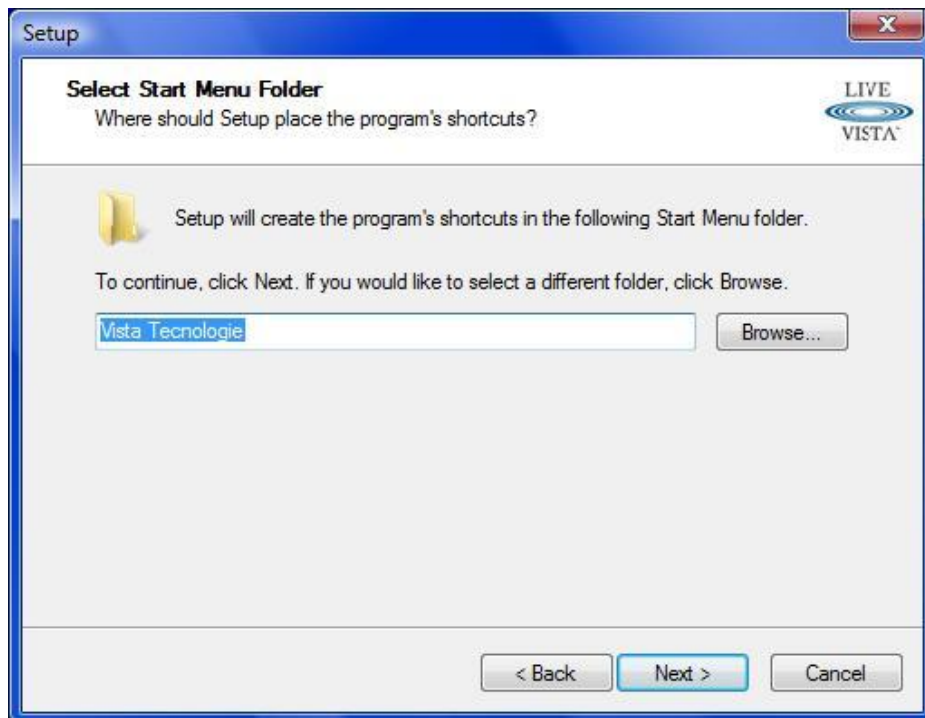 Setup
Select Start Menu Folder
Where should Setup place the program's shortcuts?
LIVE
VISTA
Setup will create the program's shortcuts in the following Start Menu folder.
To continue, click Next. If you would like to select a different folder, click Browse.
Vista Tecnologie
Browse...
< Back
Next >
Cancel